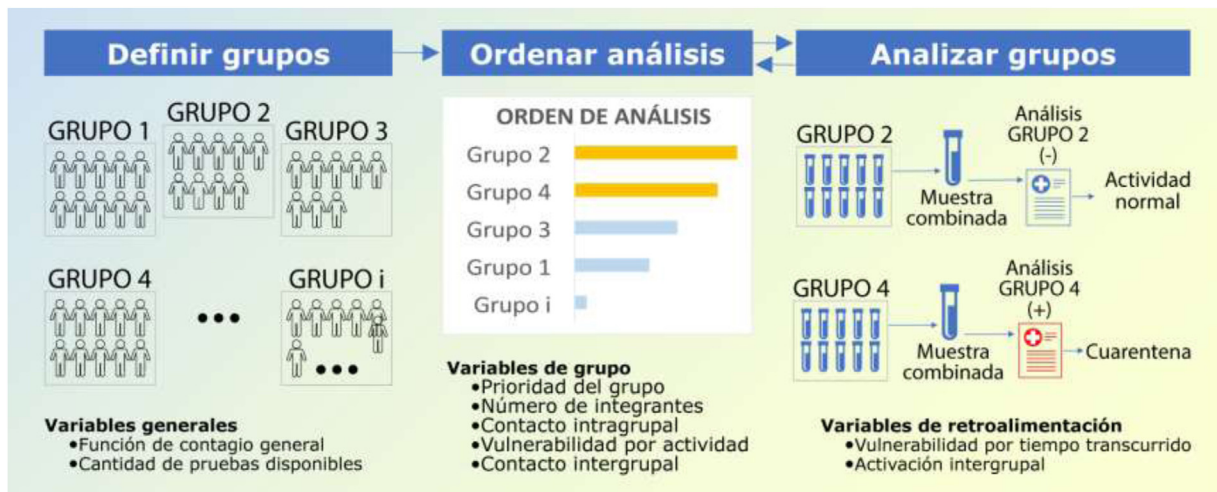 Definir grupos
Ordenar análisis
Analizar grupos
GRUPO 1
GRUPO 2
GRUPO 3
GRUPO 4
GRUPO i
Variables generales
•Función de contagio general
•Cantidad de pruebas disponibles
ORDEN DE ANÁLISIS
Grupo 2
Grupo 4
Grupo 3
Grupo 1
Grupo i
Variables de grupo
•Prioridad del grupo
•Número de integrantes
•Contacto intragrupal
•Vulnerabilidad por actividad
•Contacto intergrupal
GRUPO 2
Muestra
combinada
Análisis
GRUPO 2
(-)
Actividad
normal
GRUPO 4
Muestra
combinada
Análisis
GRUPO 4
(+)
Cuarentena
Variables de retroalimentación
•Vulnerabilidad por tiempo transcurrido
•Activación intergrupal